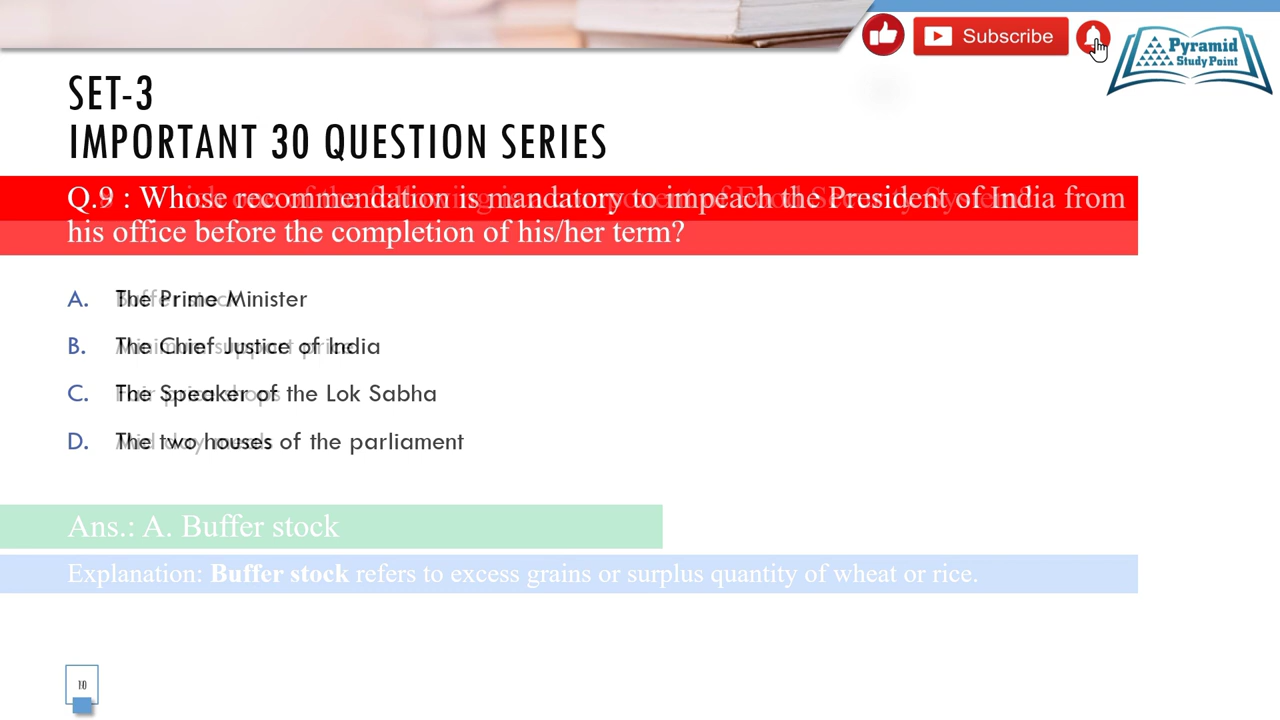 Subscribe
Pyramid
Study Point
SET-3
IMPORTANT 30 QUESTION SERIES
Q.9 : Whose recommendation is mandatory to impeach the President of India from
his office before the completion of his/her term?
A. The Prime Minister
B. The Chief Justice of India
C. The Speaker of the Lok Sabha
D. The two houses of the parliament
Ans.: A. Buffer stock
Explanation: Buffer stock refers to excess grains or surplus quantity of wheat or rice.